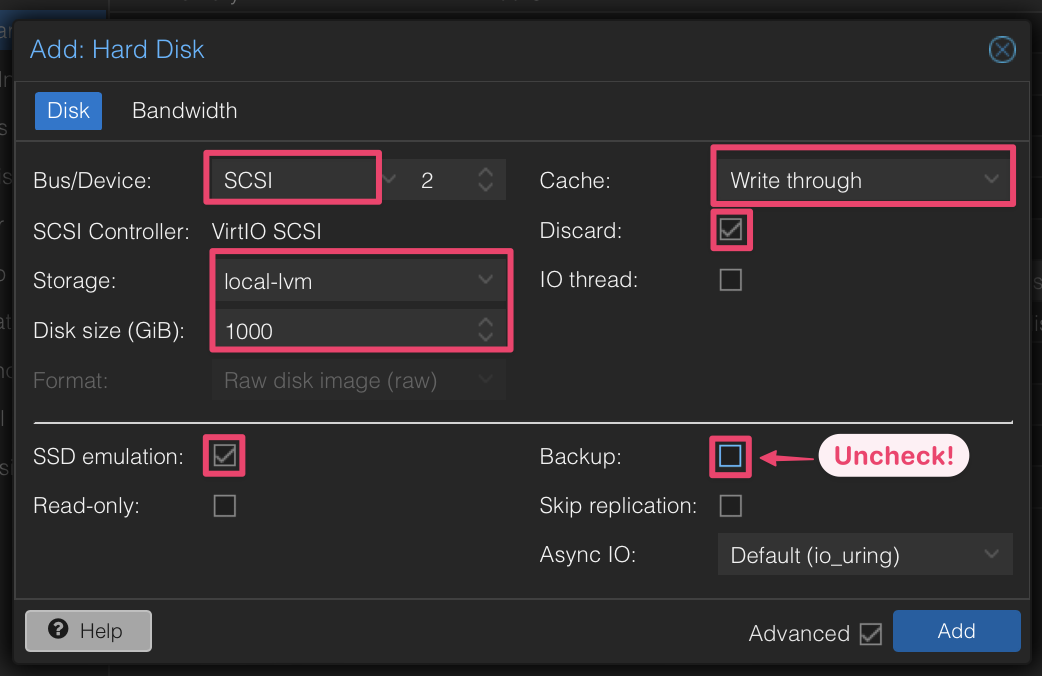 Add: Hard Disk
Disk Bandwidth
Bus/Device: SCSI 2
SCSI Controller: VirtIO SCSI
Storage: local-lvm
Disk size (GiB): 1000
Format: Raw disk image (raw)
Cache: Write through
Discard:
IO thread:
SSD emulation:
Read-only:
Backup: Uncheck!
Skip replication:
Async IO: Default (io_uring)
? Help
Advanced Add